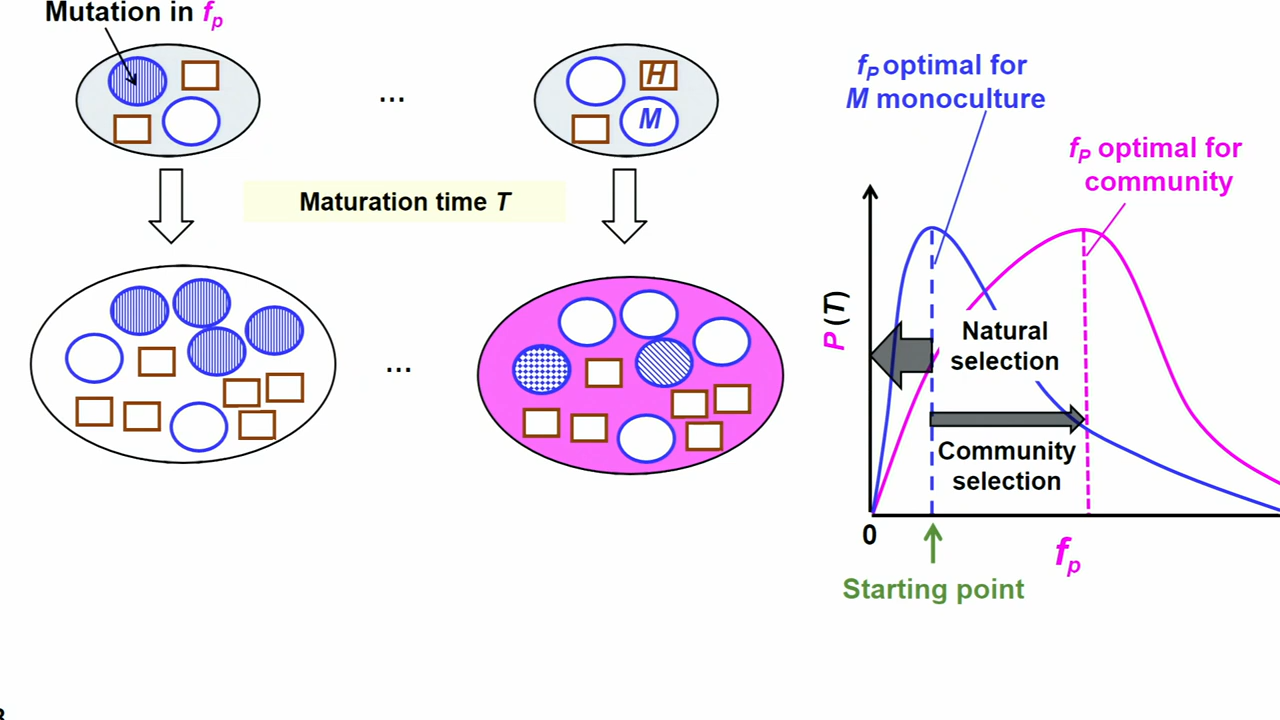 Mutation in fp
...
H
M
Maturation time T
...
fP optimal for
M monoculture
fP optimal for
community
P (T)
Natural
selection
Community
selection
0
fp
Starting point